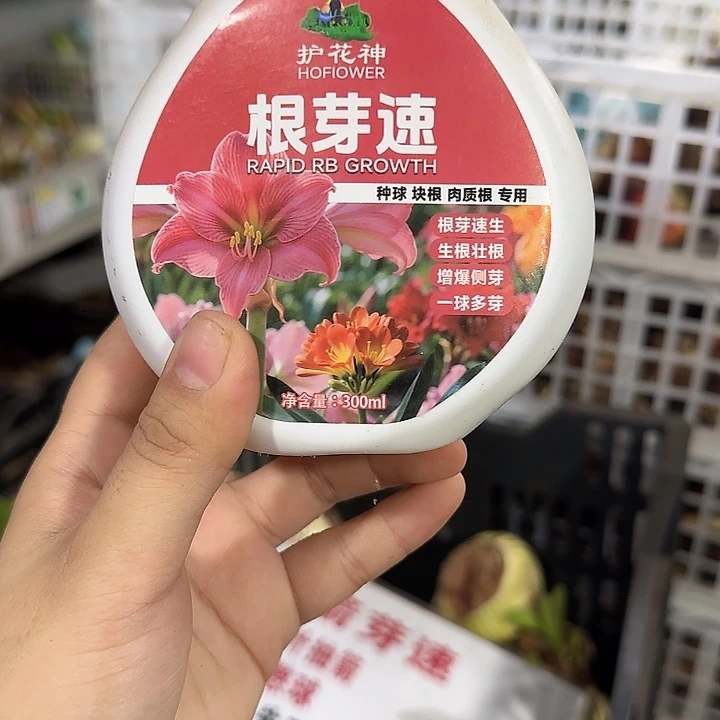 护花神
HOFIOWER
根芽速
RAPID RB GROWTH
种球 块根 肉质根 专用
根芽速生
生根壮根
增爆侧芽
一球多芽
净含量：300ml
芽速